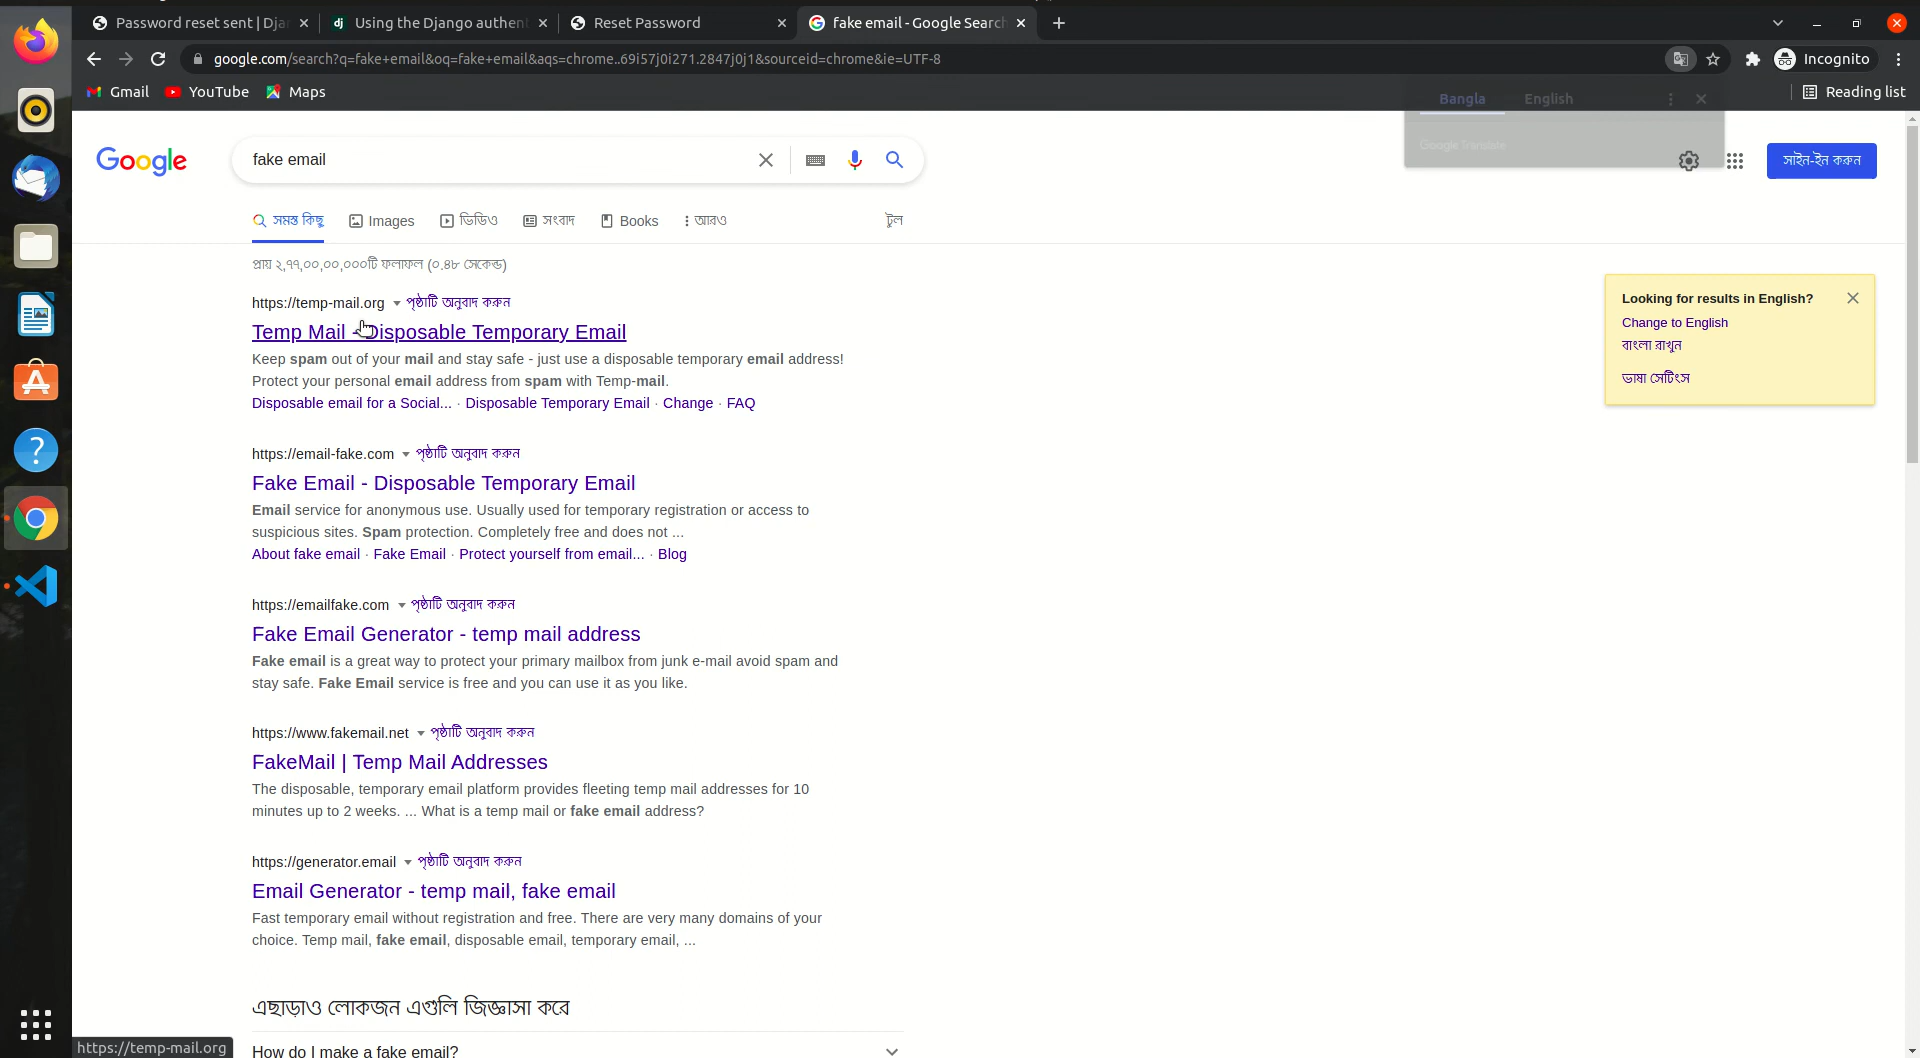 Password reset sent | Dja
Using the Django authent
Reset Password
fake email - Google Search
google.com/search?q=fake+email&oq=fake+email&aqs=chrome..69i57j0i271.2847j0j1&sourceid=chrome&ie=UTF-8
Incognito
Gmail
YouTube
Maps
Reading list
Bangla
English
Google Translate
Google
fake email
সাইন-ইন করুন
সমস্ত কিছু
Images
ভিডিও
সংবাদ
Books
আরও
টুল
প্রায় ২,৭৭,০০,০০,০০০টি ফলাফল (০.৪৮ সেকেন্ড)
https://temp-mail.org পৃষ্ঠাটি অনুবাদ করুন
Temp Mail - Disposable Temporary Email
Keep spam out of your mail and stay safe - just use a disposable temporary email address!
Protect your personal email address from spam with Temp-mail.
Disposable email for a Social... · Disposable Temporary Email · Change · FAQ
https://email-fake.com পৃষ্ঠাটি অনুবাদ করুন
Fake Email - Disposable Temporary Email
Email service for anonymous use. Usually used for temporary registration or access to
suspicious sites. Spam protection. Completely free and does not ...
About fake email · Fake Email · Protect yourself from email... · Blog
https://emailfake.com পৃষ্ঠাটি অনুবাদ করুন
Fake Email Generator - temp mail address
Fake email is a great way to protect your primary mailbox from junk e-mail avoid spam and
stay safe. Fake Email service is free and you can use it as you like.
https://www.fakemail.net পৃষ্ঠাটি অনুবাদ করুন
FakeMail | Temp Mail Addresses
The disposable, temporary email platform provides fleeting temp mail addresses for 10
minutes up to 2 weeks. ... What is a temp mail or fake email address?
https://generator.email পৃষ্ঠাটি অনুবাদ করুন
Email Generator - temp mail, fake email
Fast temporary email without registration and free. There are very many domains of your
choice. Temp mail, fake email, disposable email, temporary email, ...
এছাড়াও লোকজন এগুলি জিজ্ঞাসা করে
How do I make a fake email?
Looking for results in English?
Change to English
বাংলা রাখুন
ভাষা সেটিংস
https://temp-mail.org